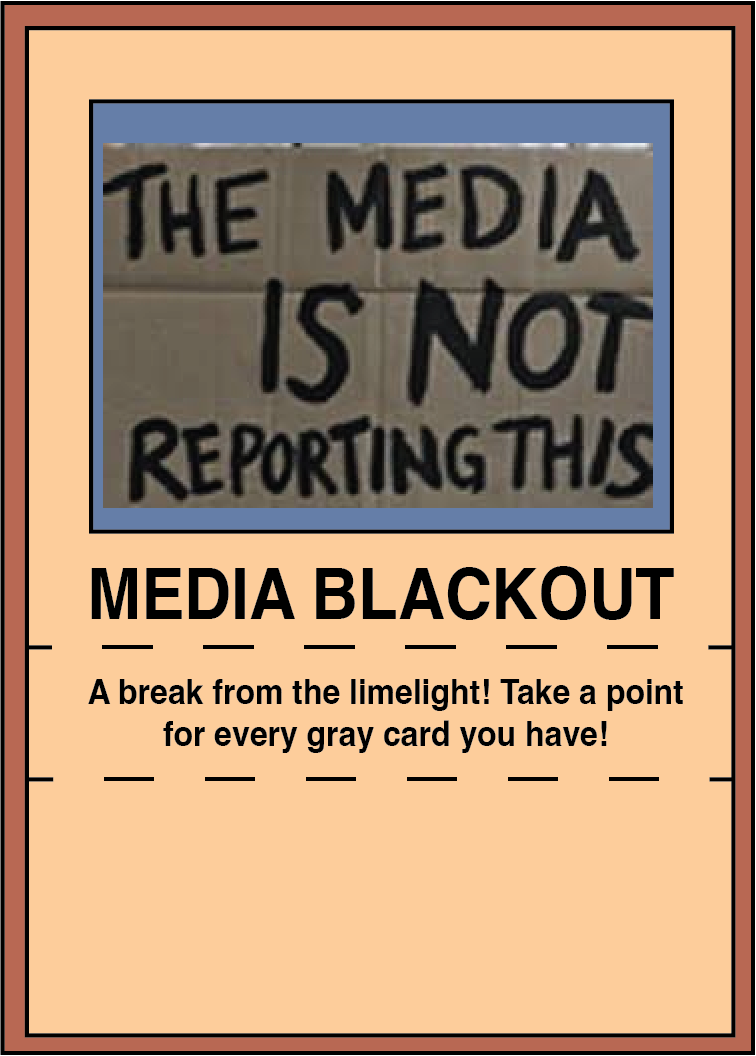 THE MEDIA
IS NOT
REPORTING THIS
MEDIA BLACKOUT
A break from the limelight! Take a point
for every gray card you have!